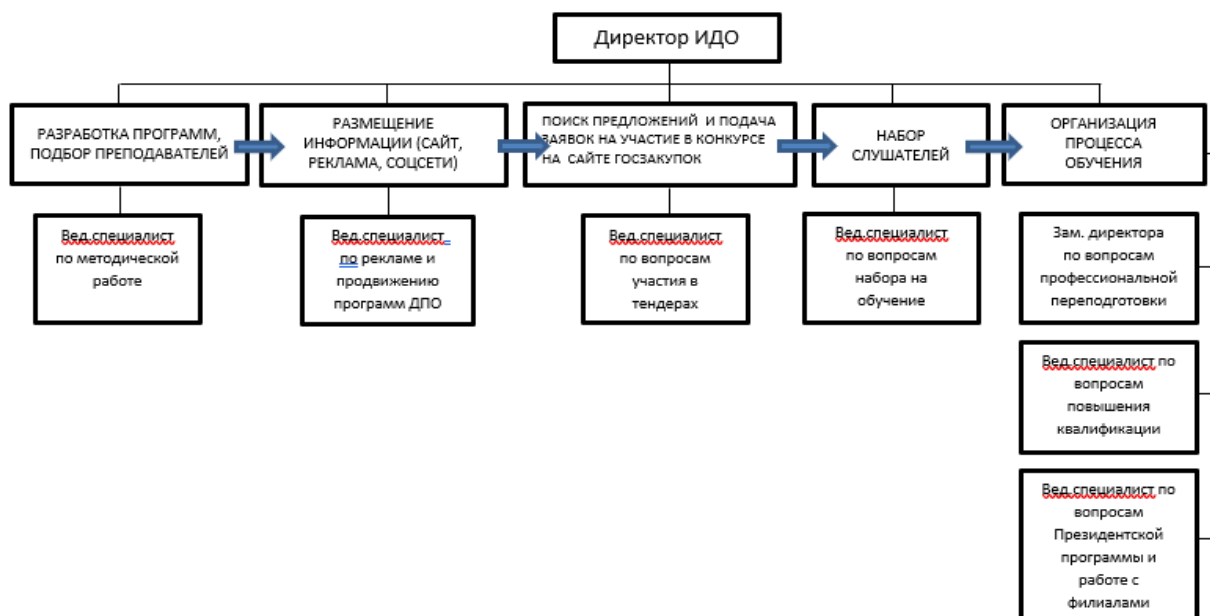 Директор ИДО
РАЗРАБОТКА ПРОГРАММ,
ПОДБОР ПРЕПОДАВАТЕЛЕЙ
РАЗМЕЩЕНИЕ
ИНФОРМАЦИИ (САЙТ,
РЕКЛАМА, СОЦСЕТИ)
ПОИСК ПРЕДЛОЖЕНИЙ И ПОДАЧА
ЗАЯВОК НА УЧАСТИЕ В КОНКУРСЕ
НА САЙТЕ ГОСЗАКУПОК
НАБОР
СЛУШАТЕЛЕЙ
ОРГАНИЗАЦИЯ
ПРОЦЕССА
ОБУЧЕНИЯ
Вед.специалист
по методической
работе
Вед.специалист
по рекламе и
продвижению
программ ДПО
Вед.специалист
по вопросам
участия в
тендерах
Вед.специалист
по вопросам
набора на
обучение
Зам. директора
по вопросам
профессиональной
переподготовки
Вед.специалист по
вопросам
повышения
квалификации
Вед.специалист по
вопросам
Президентской
программы и
работе с
филиалами